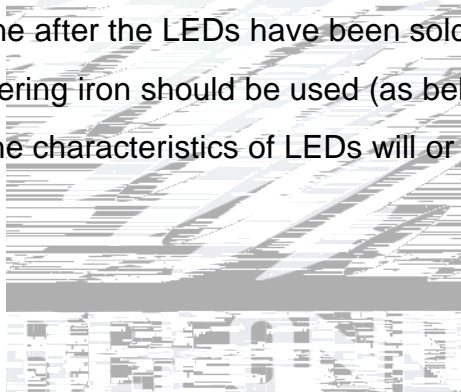 ne after the LEDs have been sold
ering iron should be used (as bel
ne characteristics of LEDs will or